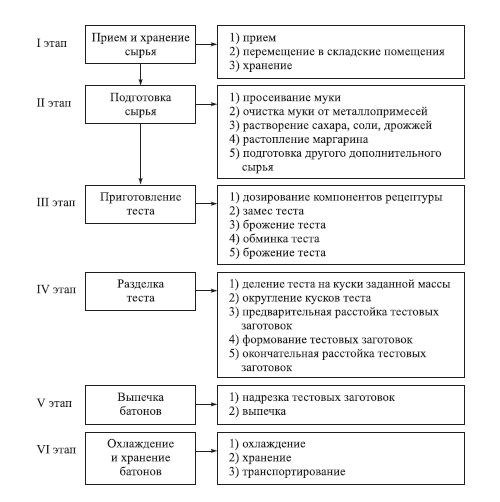 I этап
Прием и хранение
сырья
1) прием
2) перемещение в складские помещения
3) хранение
II этап
Подготовка
сырья
1) просеивание муки
2) очистка муки от металлопримесей
3) растворение сахара, соли, дрожжей
4) растопление маргарина
5) подготовка другого дополнительного
сырья
III этап
Приготовление
теста
1) дозирование компонентов рецептуры
2) замес теста
3) брожение теста
4) обминка теста
5) брожение теста
IV этап
Разделка
теста
1) деление теста на куски заданной массы
2) округление кусков теста
3) предварительная расстойка тестовых
заготовок
4) формование тестовых заготовок
5) окончательная расстойка тестовых
заготовок
V этап
Выпечка
батонов
1) надрезка тестовых заготовок
2) выпечка
VI этап
Охлаждение
и хранение
батонов
1) охлаждение
2) хранение
3) транспортирование